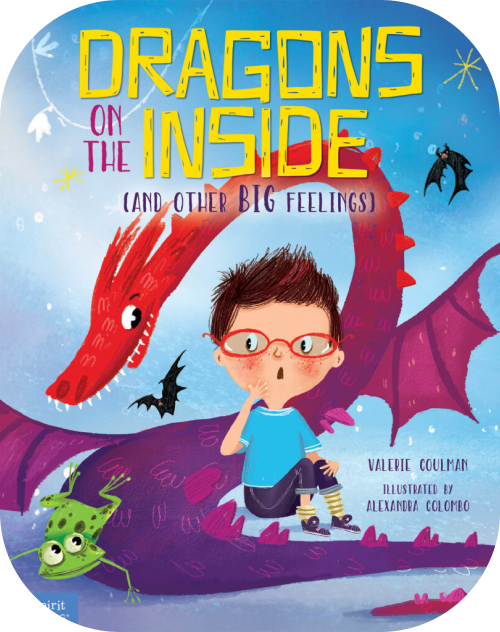 DRAGONS
ON THE INSIDE
(AND OTHER BIG FEELINGS)
VALERIE COULMAN
ILLUSTRATED BY
ALEXANDRA COLOMBO